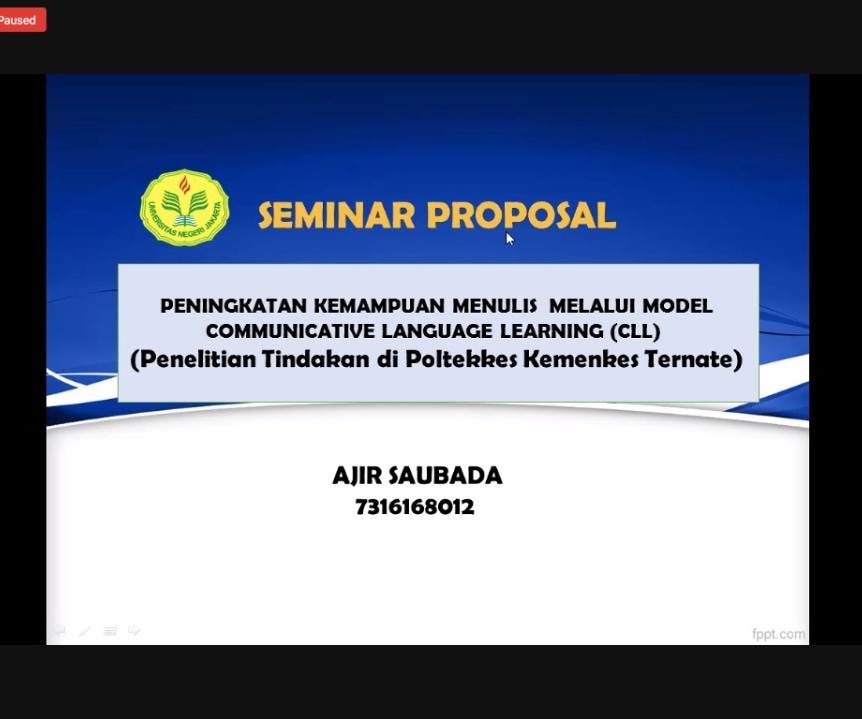 Paused
UNIVERSITAS NEGERI JAKARTA
SEMINAR PROPOSAL
PENINGKATAN KEMAMPUAN MENULIS MELALUI MODEL
COMMUNICATIVE LANGUAGE LEARNING (CLL)
(Penelitian Tindakan di Poltekkes Kemenkes Ternate)
AJIR SAUBADA
7316168012
fppt.com